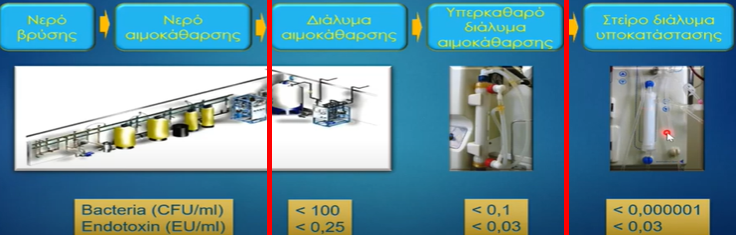 Νερό
βρύσης
Νερό
αιμοκάθαρσης
Διάλυμα
αιμοκάθαρσης
Υπερκαθαρό
διάλυμα
αιμοκάθαρσης
Στείρο διάλυμα
υποκατάστασης
Bacteria (CFU/ml)
Endotoxin (EU/ml)
< 100
< 0,25
< 0,1
< 0,03
< 0,000001
< 0,03